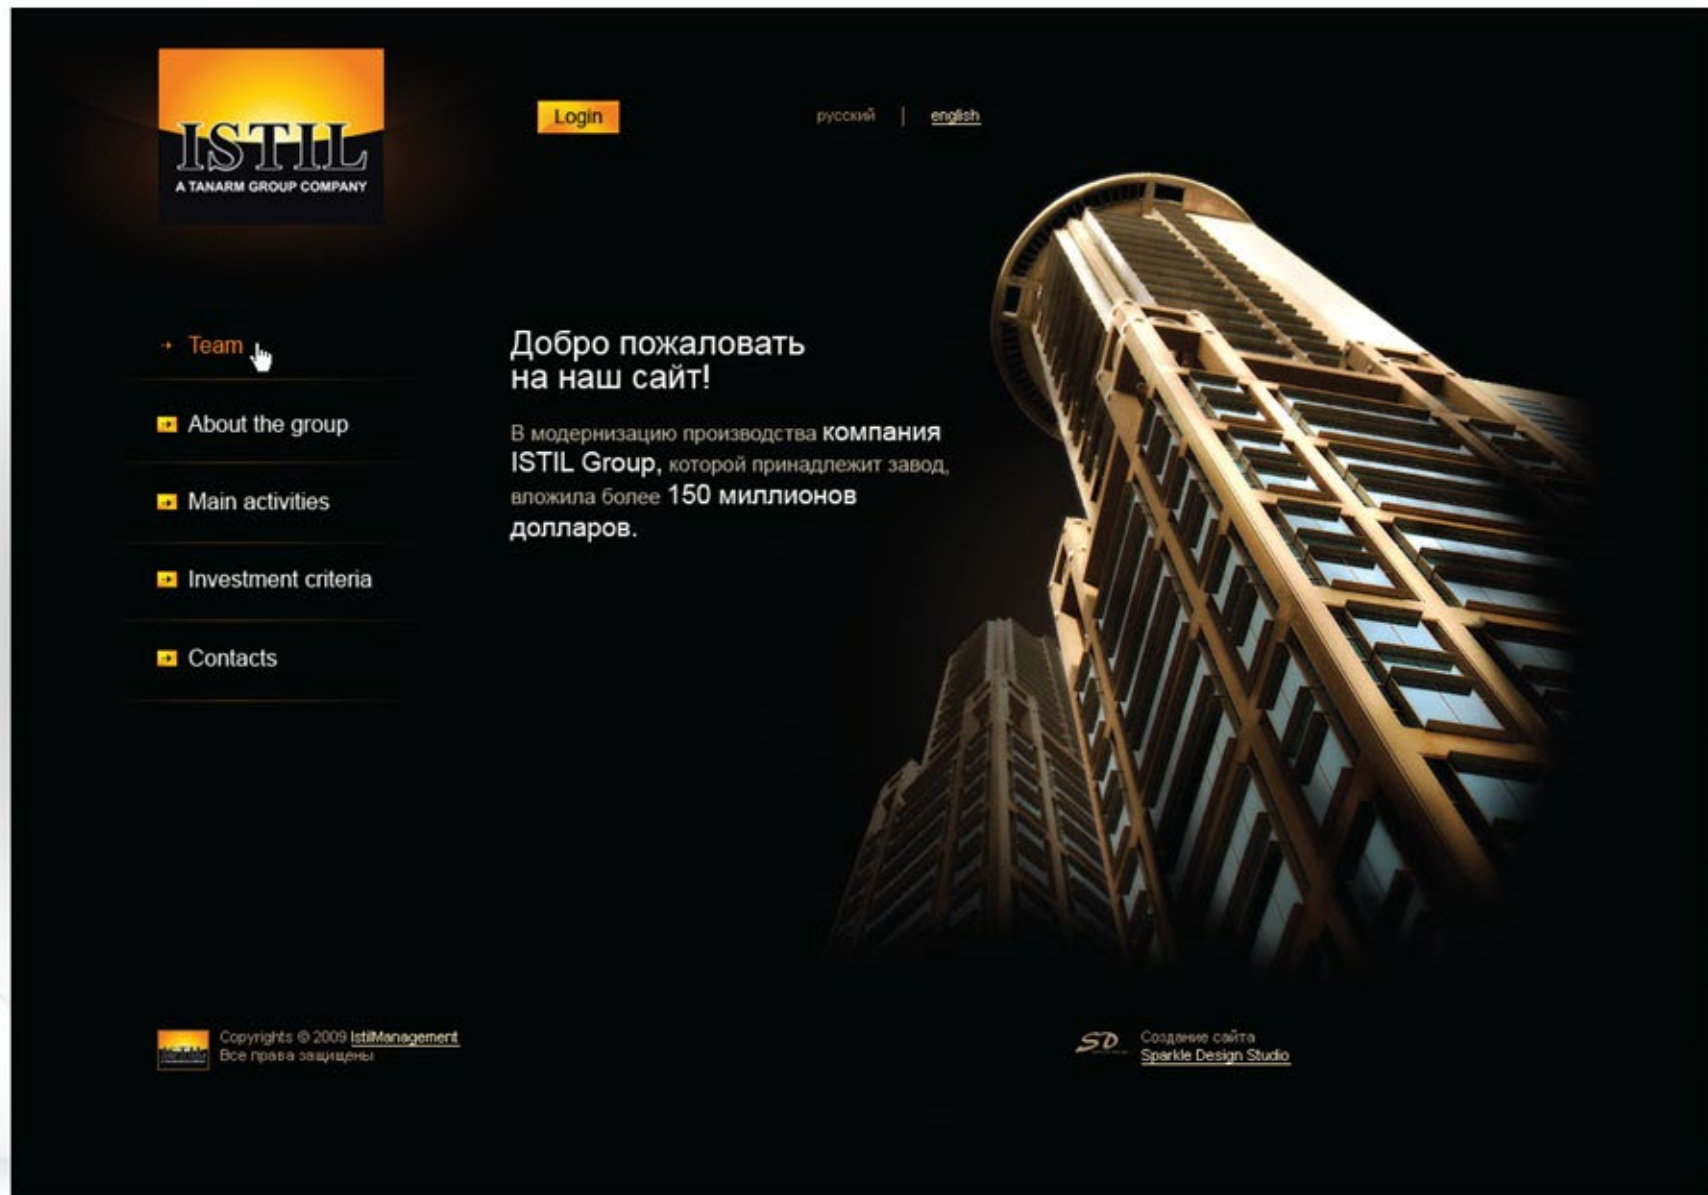 ISTIL
A TANARM GROUP COMPANY
Login
русский | english
Team
About the group
Main activities
Investment criteria
Contacts
Добро пожаловать
на наш сайт!
В модернизацию производства компания
ISTIL Group, которой принадлежит завод,
вложила более 150 миллионов
долларов.
Copyrights © 2009 IstilManagement
Все права защищены
SD
Создание сайта
Sparkle Design Studio